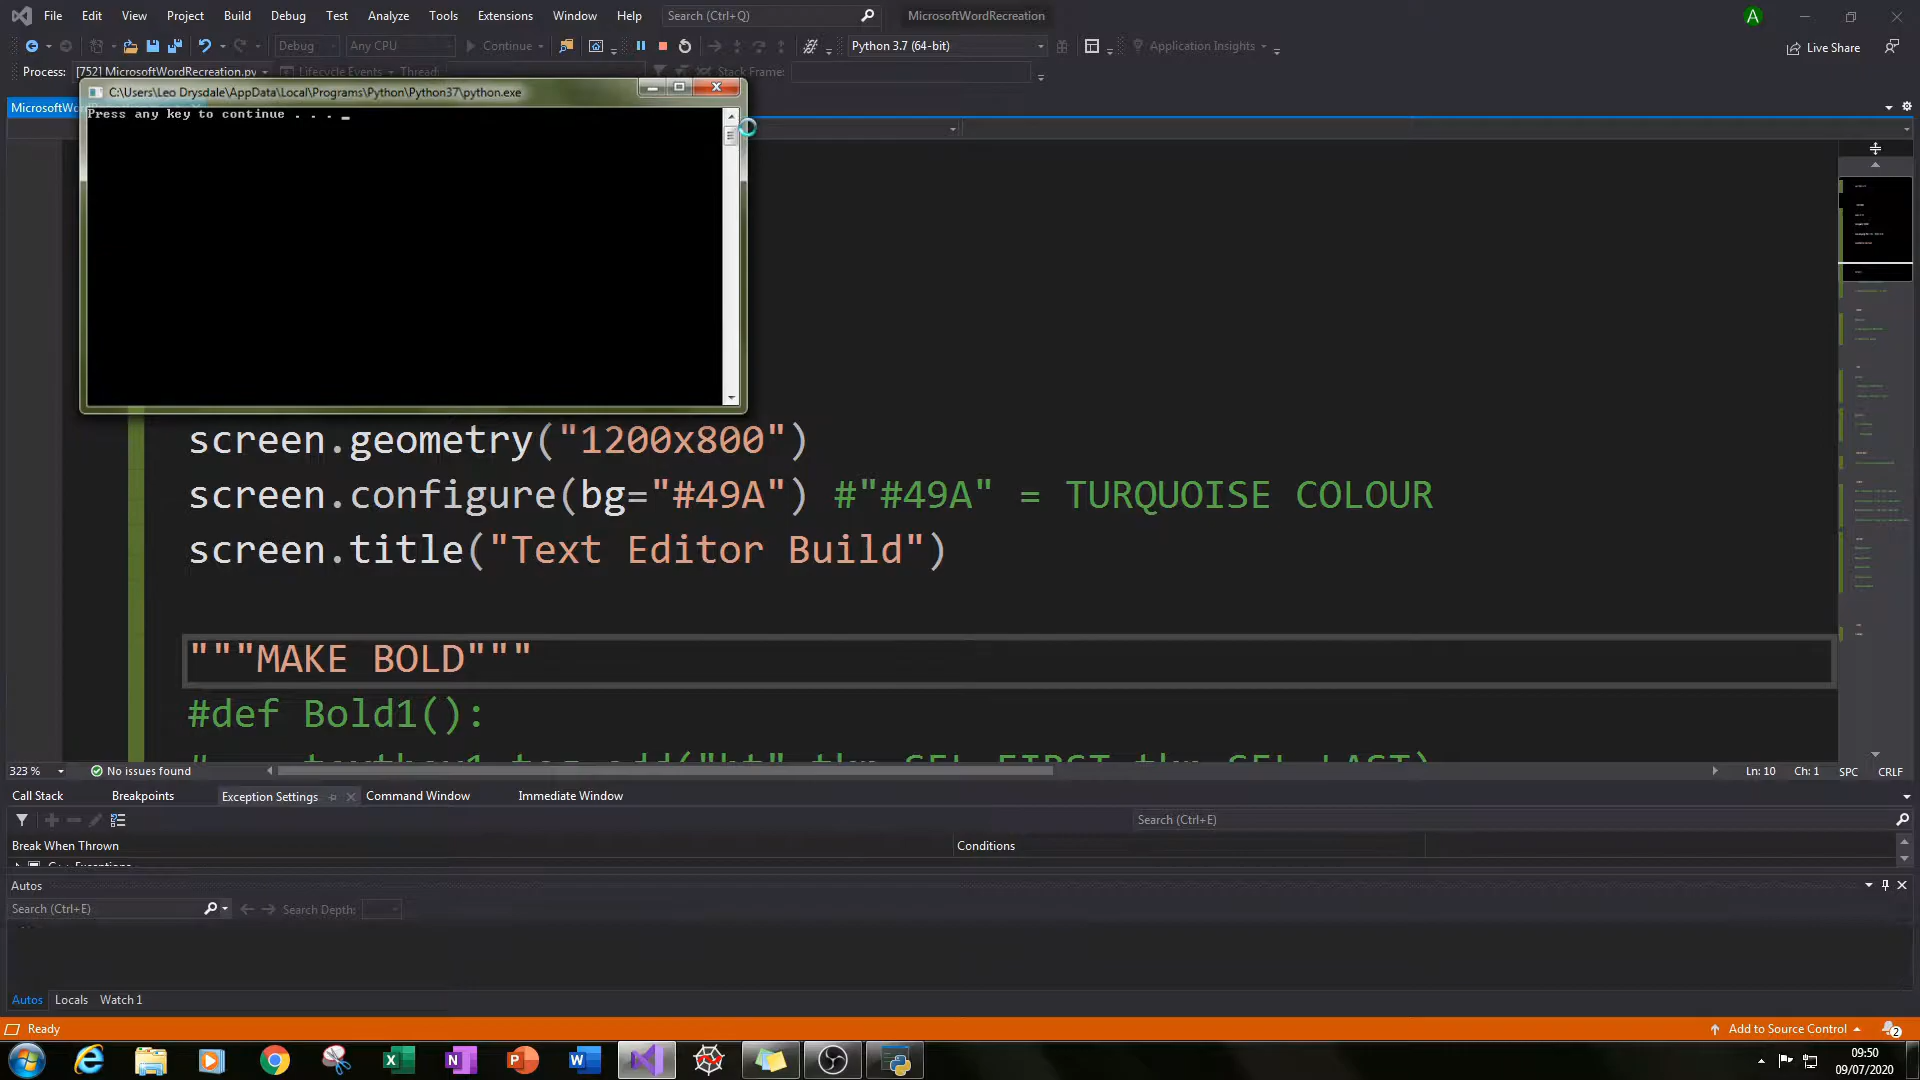 File Edit View Project Build Debug Test Analyze Tools Extensions Window Help Search (Ctrl+Q) MicrosoftWordRecreation A
Debug Any CPU Continue Python 3.7 (64-bit) Application Insights Live Share
Process: [752] MicrosoftWordRecreation.py Lifecycle Events Thread: Stack Frame:
C:\Users\Leo Drysdale\AppData\Local\Programs\Python\Python37\python.exe
MicrosoftWo
Press any key to continue . . . _
screen.geometry("1200x800")
screen.configure(bg="#49A") #"#49A" = TURQUOISE COLOUR
screen.title("Text Editor Build")
"""MAKE BOLD"""
#def Bold1():
323 % No issues found Ln: 10 Ch: 1 SPC CRLF
Call Stack Breakpoints Exception Settings Command Window Immediate Window
Search (Ctrl+E)
Break When Thrown Conditions
C++ Exceptions
Autos
Search (Ctrl+E) Search Depth:
Autos Locals Watch 1
Ready Add to Source Control 2
09:50
09/07/2020